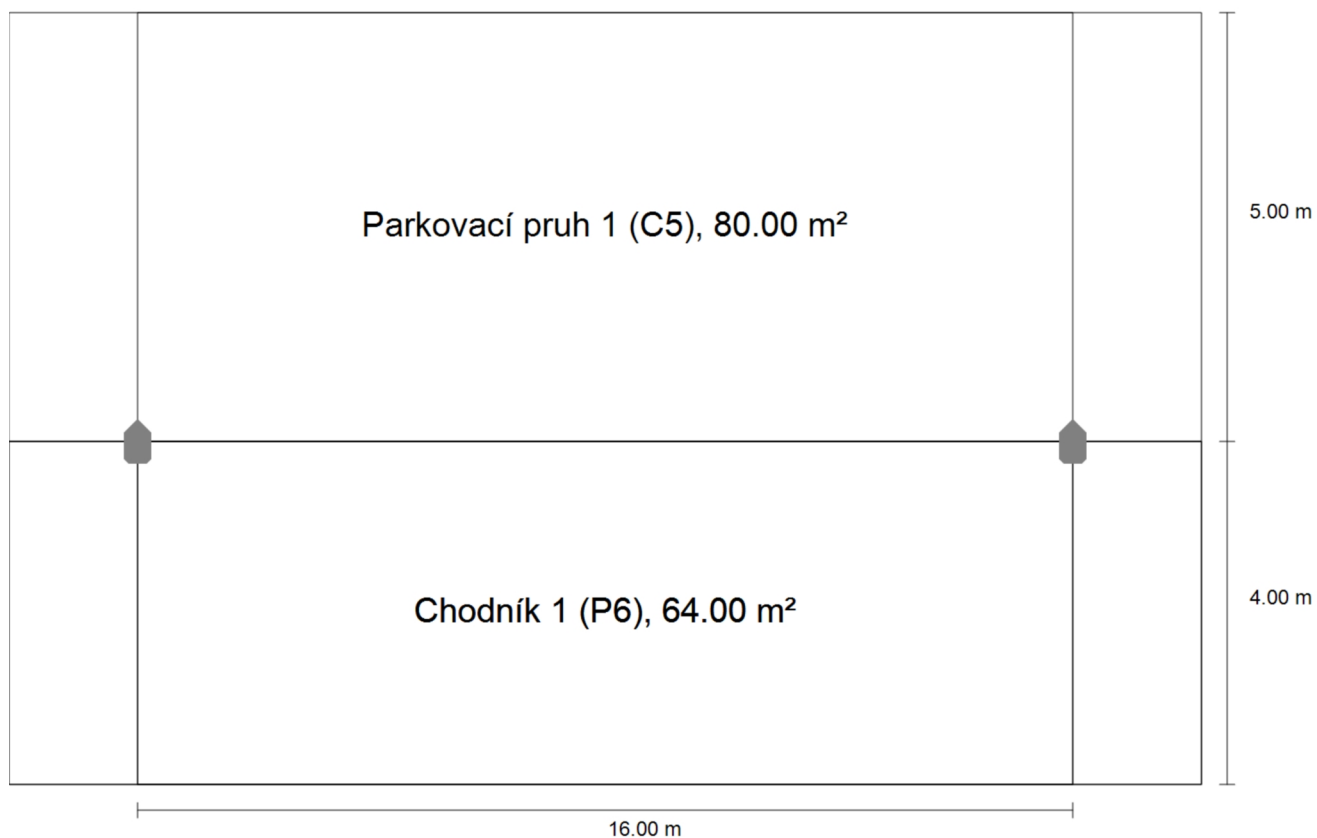 Parkovací pruh 1 (C5), 80.00 m²
5.00 m
Chodník 1 (P6), 64.00 m²
4.00 m
16.00 m